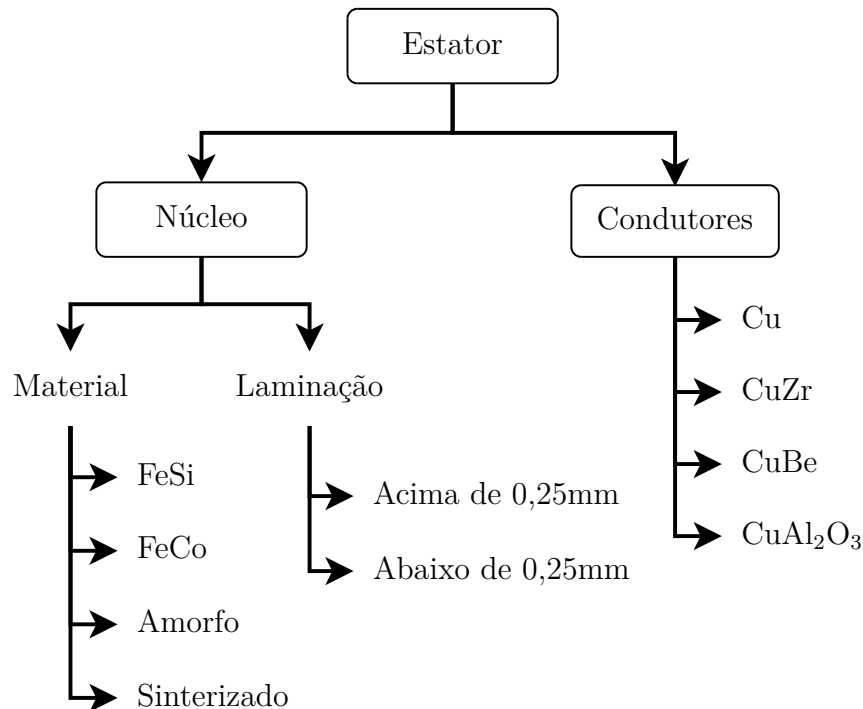 Estator
Núcleo
Condutores
Material
Laminação
FeSi
FeCo
Amorfo
Sinterizado
Acima de 0,25mm
Abaixo de 0,25mm
Cu
CuZr
CuBe
CuAl₂O₃